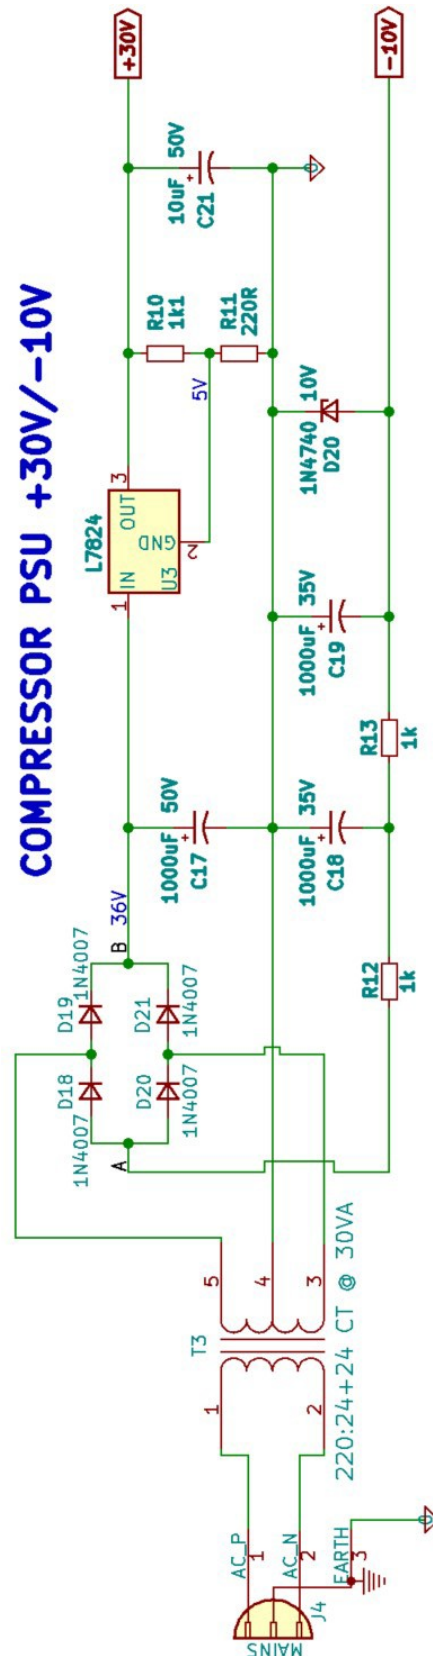 COMPRESSOR PSU +30V/-10V
MAINS
J4
AC_P
1
AC_N
2
EARTH
3
T3
1
2
5
4
3
220:24+24 CT @ 30VA
A
D18
1N4007
D19
1N4007
D20
1N4007
D21
1N4007
B
36V
1000uF
50V
C17
1000uF
35V
C18
R12
1k
R13
1k
1000uF
35V
C19
L7824
1
IN
OUT
3
GND
2
U3
5V
R10
1k1
R11
220R
1N4740
10V
D20
10uF
50V
C21
+30V
-10V